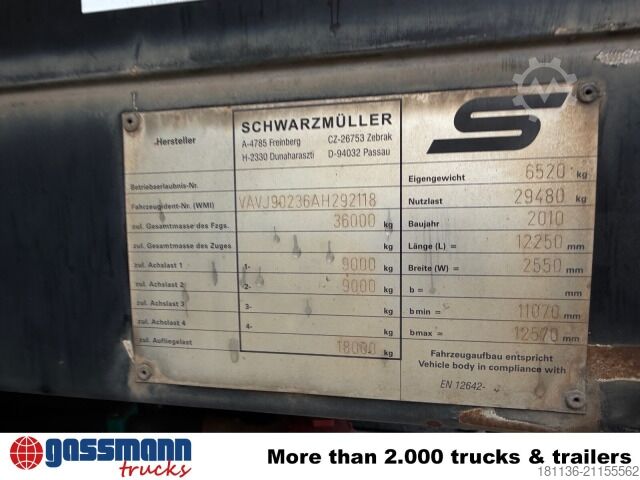 SCHWARZMÜLLER
Hersteller A-4785 Freinberg CZ-26753 Zebrak
H-2330 Dunaharaszti D-94032 Passau
Betriebserlaubnis-Nr.
Fahrzeugident-Nr. (WMI) VAVJ90236AH292118
zul. Gesamtmasse des Fzgs. 36000 kg
zul. Gesamtmasse des Zuges kg
zul. Achslast 1 1- 9000 kg
zul. Achslast 2 2- 9000 kg
zul. Achslast 3 3- kg
zul. Achslast 4 4- kg
zul. Aufliegelast 18000 kg
S
Eigengewicht 6520 kg
Nutzlast 29480 kg
Baujahr 2010
Länge (L) = 12250 mm
Breite (W) = 2550 mm
b = mm
b min = 11070 mm
b max = 12570 mm
Fahrzeugaufbau entspricht
Vehicle body in compliance with
EN 12642-
gassmann
trucks
More than 2.000 trucks & trailers
181136-21155562